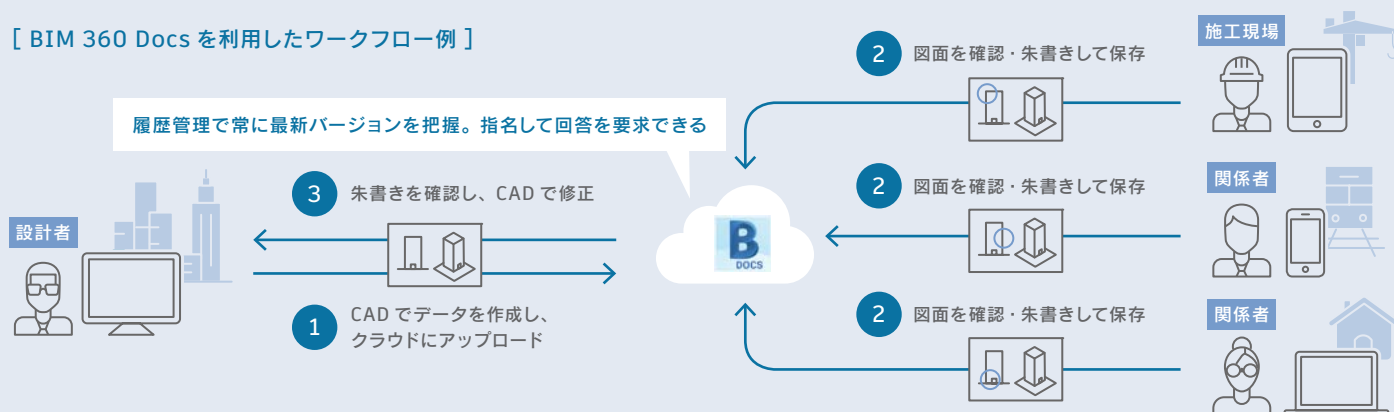 [ BIM 360 Docs を利用したワークフロー例 ]
履歴管理で常に最新バージョンを把握。指名して回答を要求できる
設計者
3 朱書きを確認し、CAD で修正
1 CAD でデータを作成し、
クラウドにアップロード
B
DOCS
2 図面を確認・朱書きして保存
施工現場
2 図面を確認・朱書きして保存
関係者
2 図面を確認・朱書きして保存
関係者